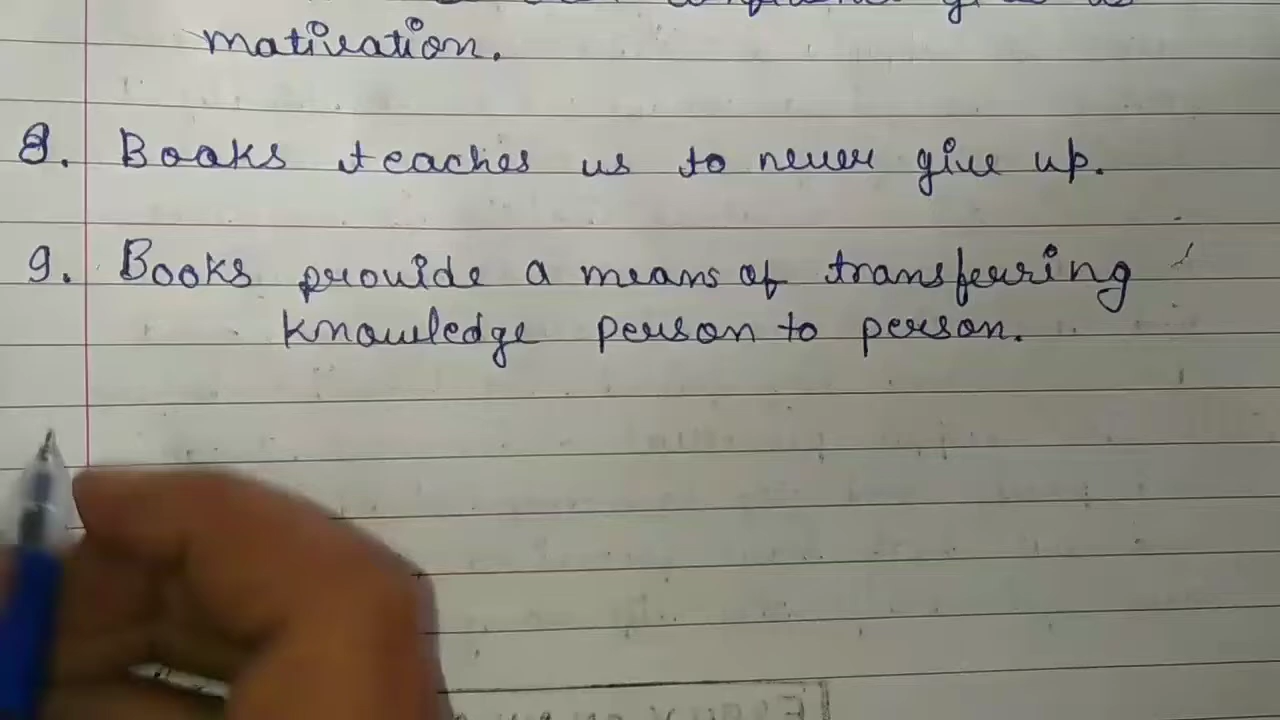 motivation.
8. Books teaches us to never give up.
9. Books provide a means of transferring
knowledge person to person.